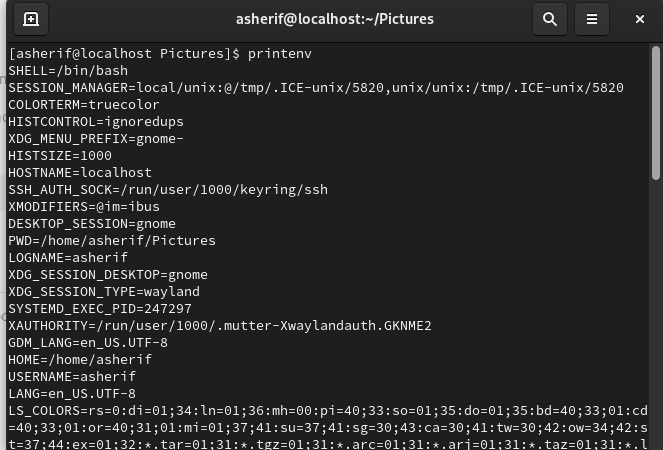 asherif@localhost:~/Pictures
[asherif@localhost Pictures]$ printenv
SHELL=/bin/bash
SESSION_MANAGER=local/unix:@/tmp/.ICE-unix/5820,unix/unix:/tmp/.ICE-unix/5820
COLORTERM=truecolor
HISTCONTROL=ignoredups
XDG_MENU_PREFIX=gnome-
HISTSIZE=1000
HOSTNAME=localhost
SSH_AUTH_SOCK=/run/user/1000/keyring/ssh
XMODIFIERS=@im=ibus
DESKTOP_SESSION=gnome
PWD=/home/asherif/Pictures
LOGNAME=asherif
XDG_SESSION_DESKTOP=gnome
XDG_SESSION_TYPE=wayland
SYSTEMD_EXEC_PID=247297
XAUTHORITY=/run/user/1000/.mutter-Xwaylandauth.GKNME2
GDM_LANG=en_US.UTF-8
HOME=/home/asherif
USERNAME=asherif
LANG=en_US.UTF-8
LS_COLORS=rs=0:di=01;34:ln=01;36:mh=00:pi=40;33:so=01;35:do=01;35:bd=40;33;01:cd
=40;33;01:or=40;31;01:mi=01;37;41:su=37;41:sg=30;43:ca=30;41:tw=30;42:ow=34;42:s
t=37;44:ex=01;32:*.tar=01;31:*.tgz=01;31:*.arc=01;31:*.arj=01;31:*.taz=01;31:*.l